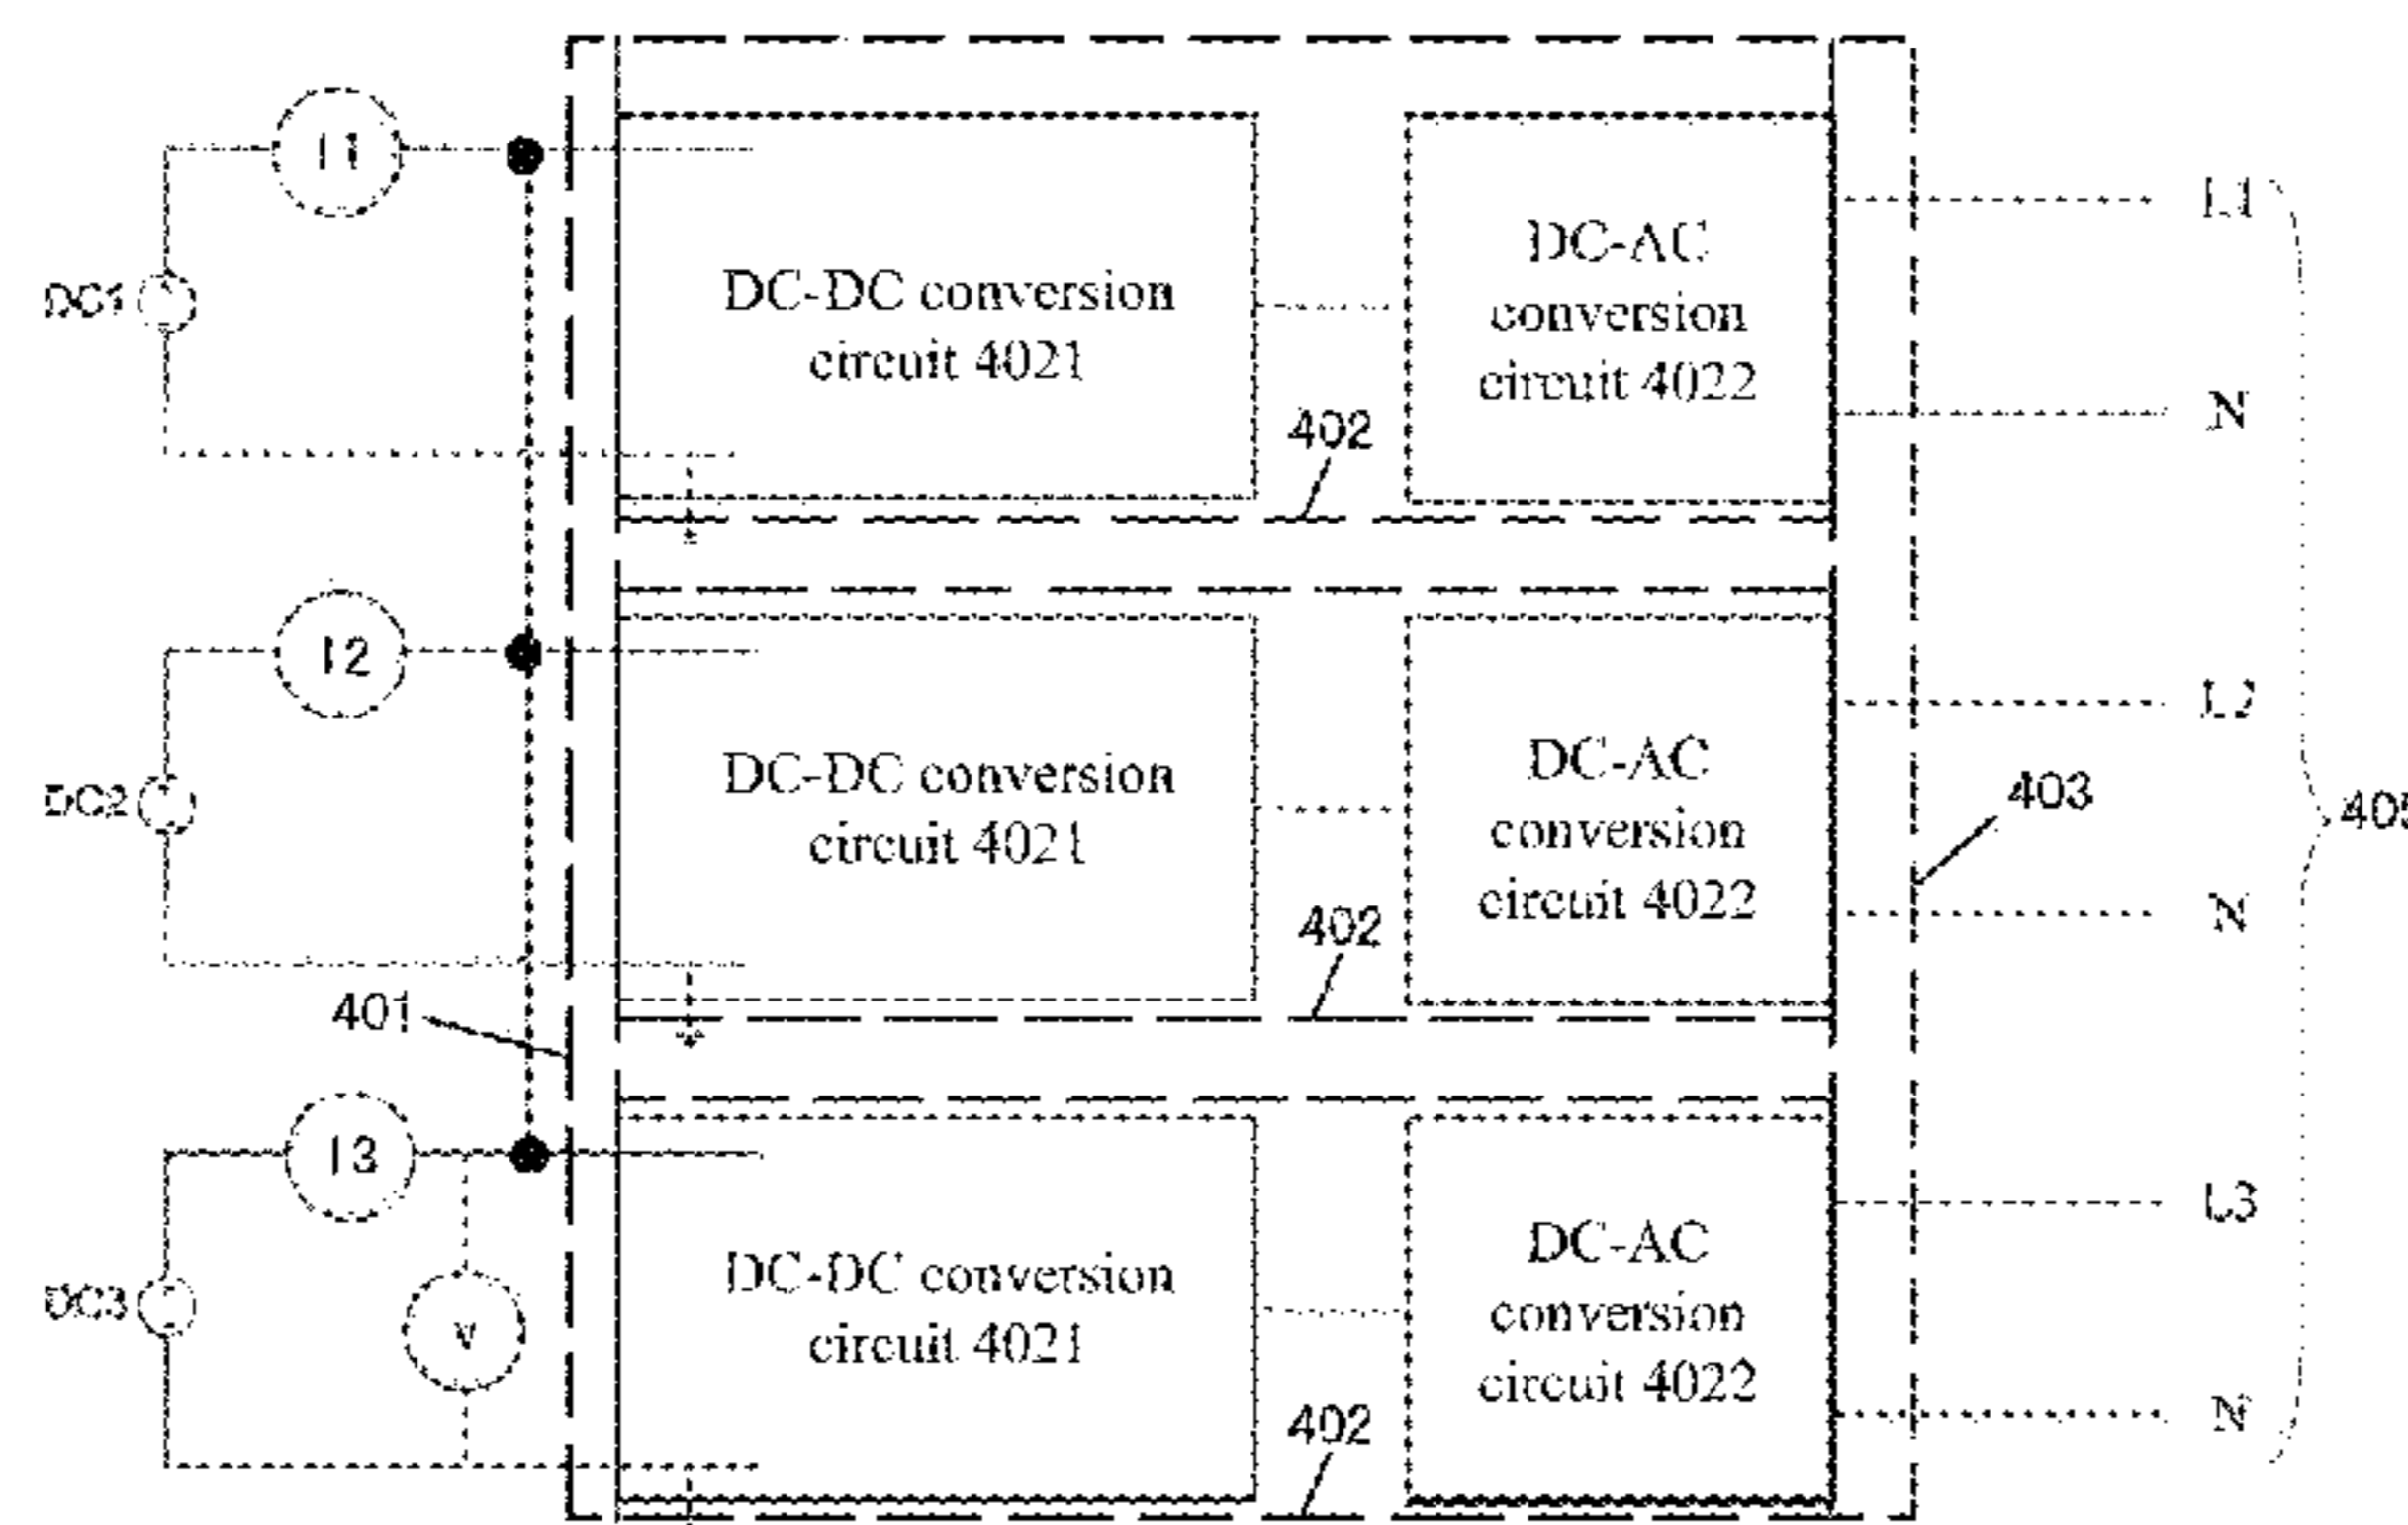 I1
DC1
DC-DC conversion
circuit 4021
DC-AC
conversion
circuit 4022
402
L1
N
I2
DC2
DC-DC conversion
circuit 4021
DC-AC
conversion
circuit 4022
402
L2
N
403
401
I3
DC3
V
DC-DC conversion
circuit 4021
DC-AC
conversion
circuit 4022
402
L3
N
405